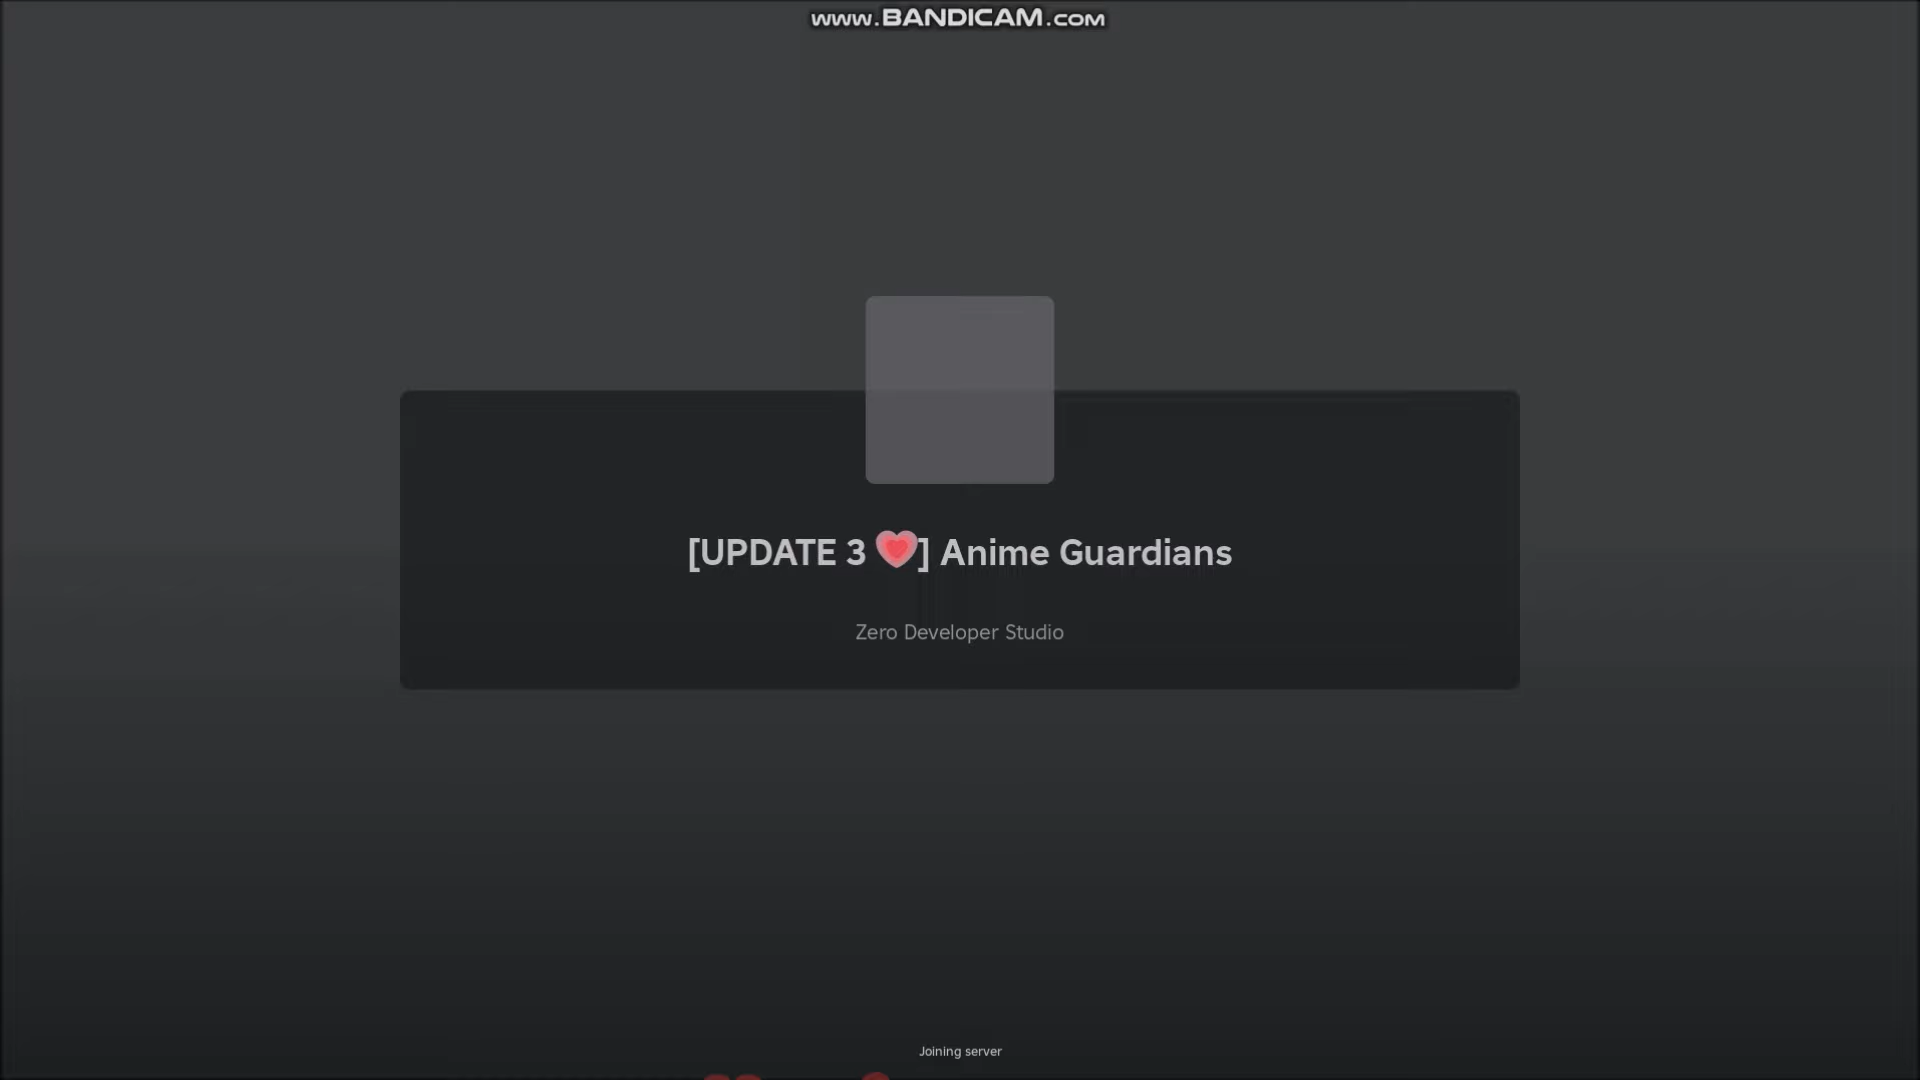 www.BANDICAM.com
[UPDATE 3 💗] Anime Guardians
Zero Developer Studio
Joining server